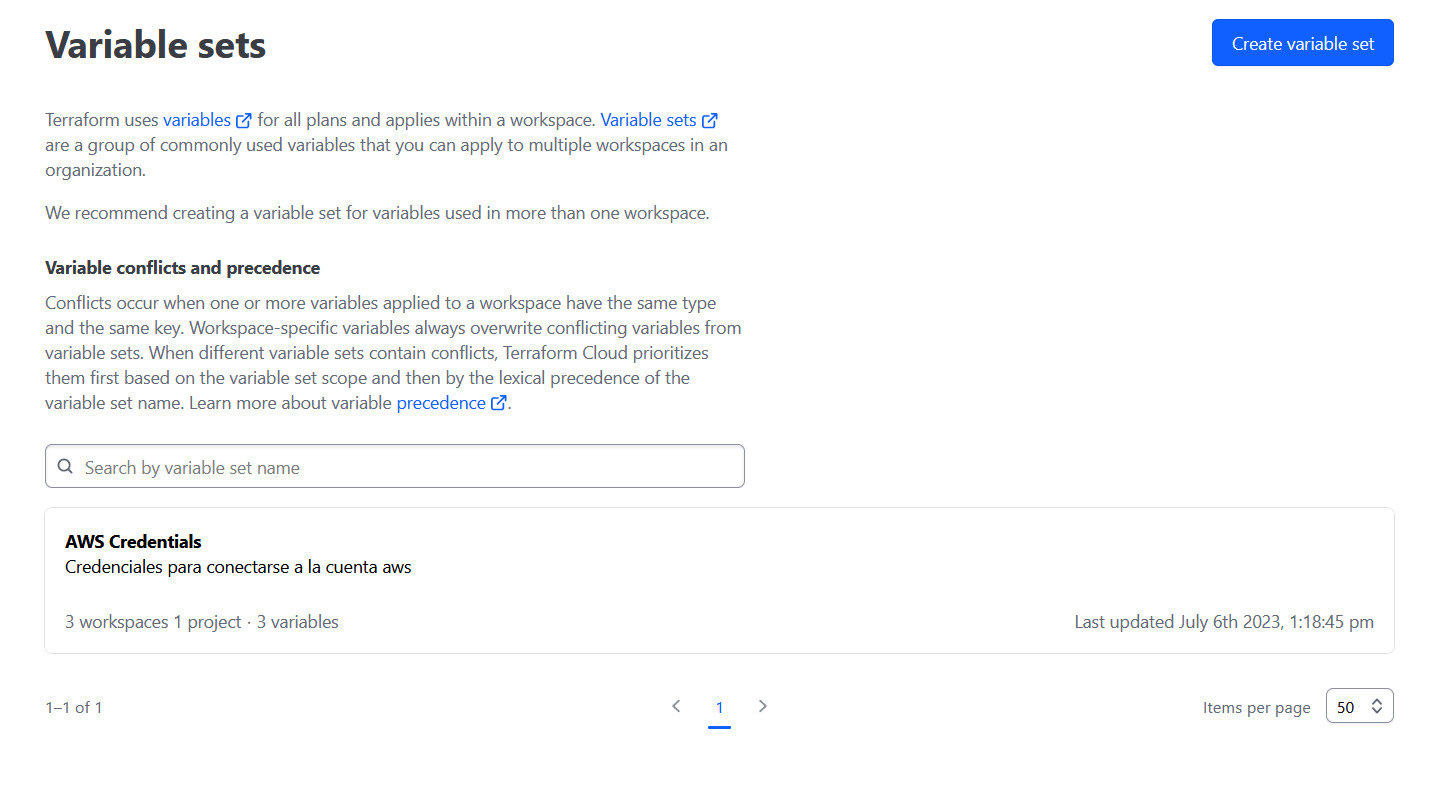 Variable sets
Create variable set
Terraform uses variables for all plans and applies within a workspace. Variable sets
are a group of commonly used variables that you can apply to multiple workspaces in an
organization.
We recommend creating a variable set for variables used in more than one workspace.
Variable conflicts and precedence
Conflicts occur when one or more variables applied to a workspace have the same type
and the same key. Workspace-specific variables always overwrite conflicting variables from
variable sets. When different variable sets contain conflicts, Terraform Cloud prioritizes
them first based on the variable set scope and then by the lexical precedence of the
variable set name. Learn more about variable precedence.
Search by variable set name
AWS Credentials
Credenciales para conectarse a la cuenta aws
3 workspaces 1 project · 3 variables
Last updated July 6th 2023, 1:18:45 pm
1–1 of 1
1
Items per page
50